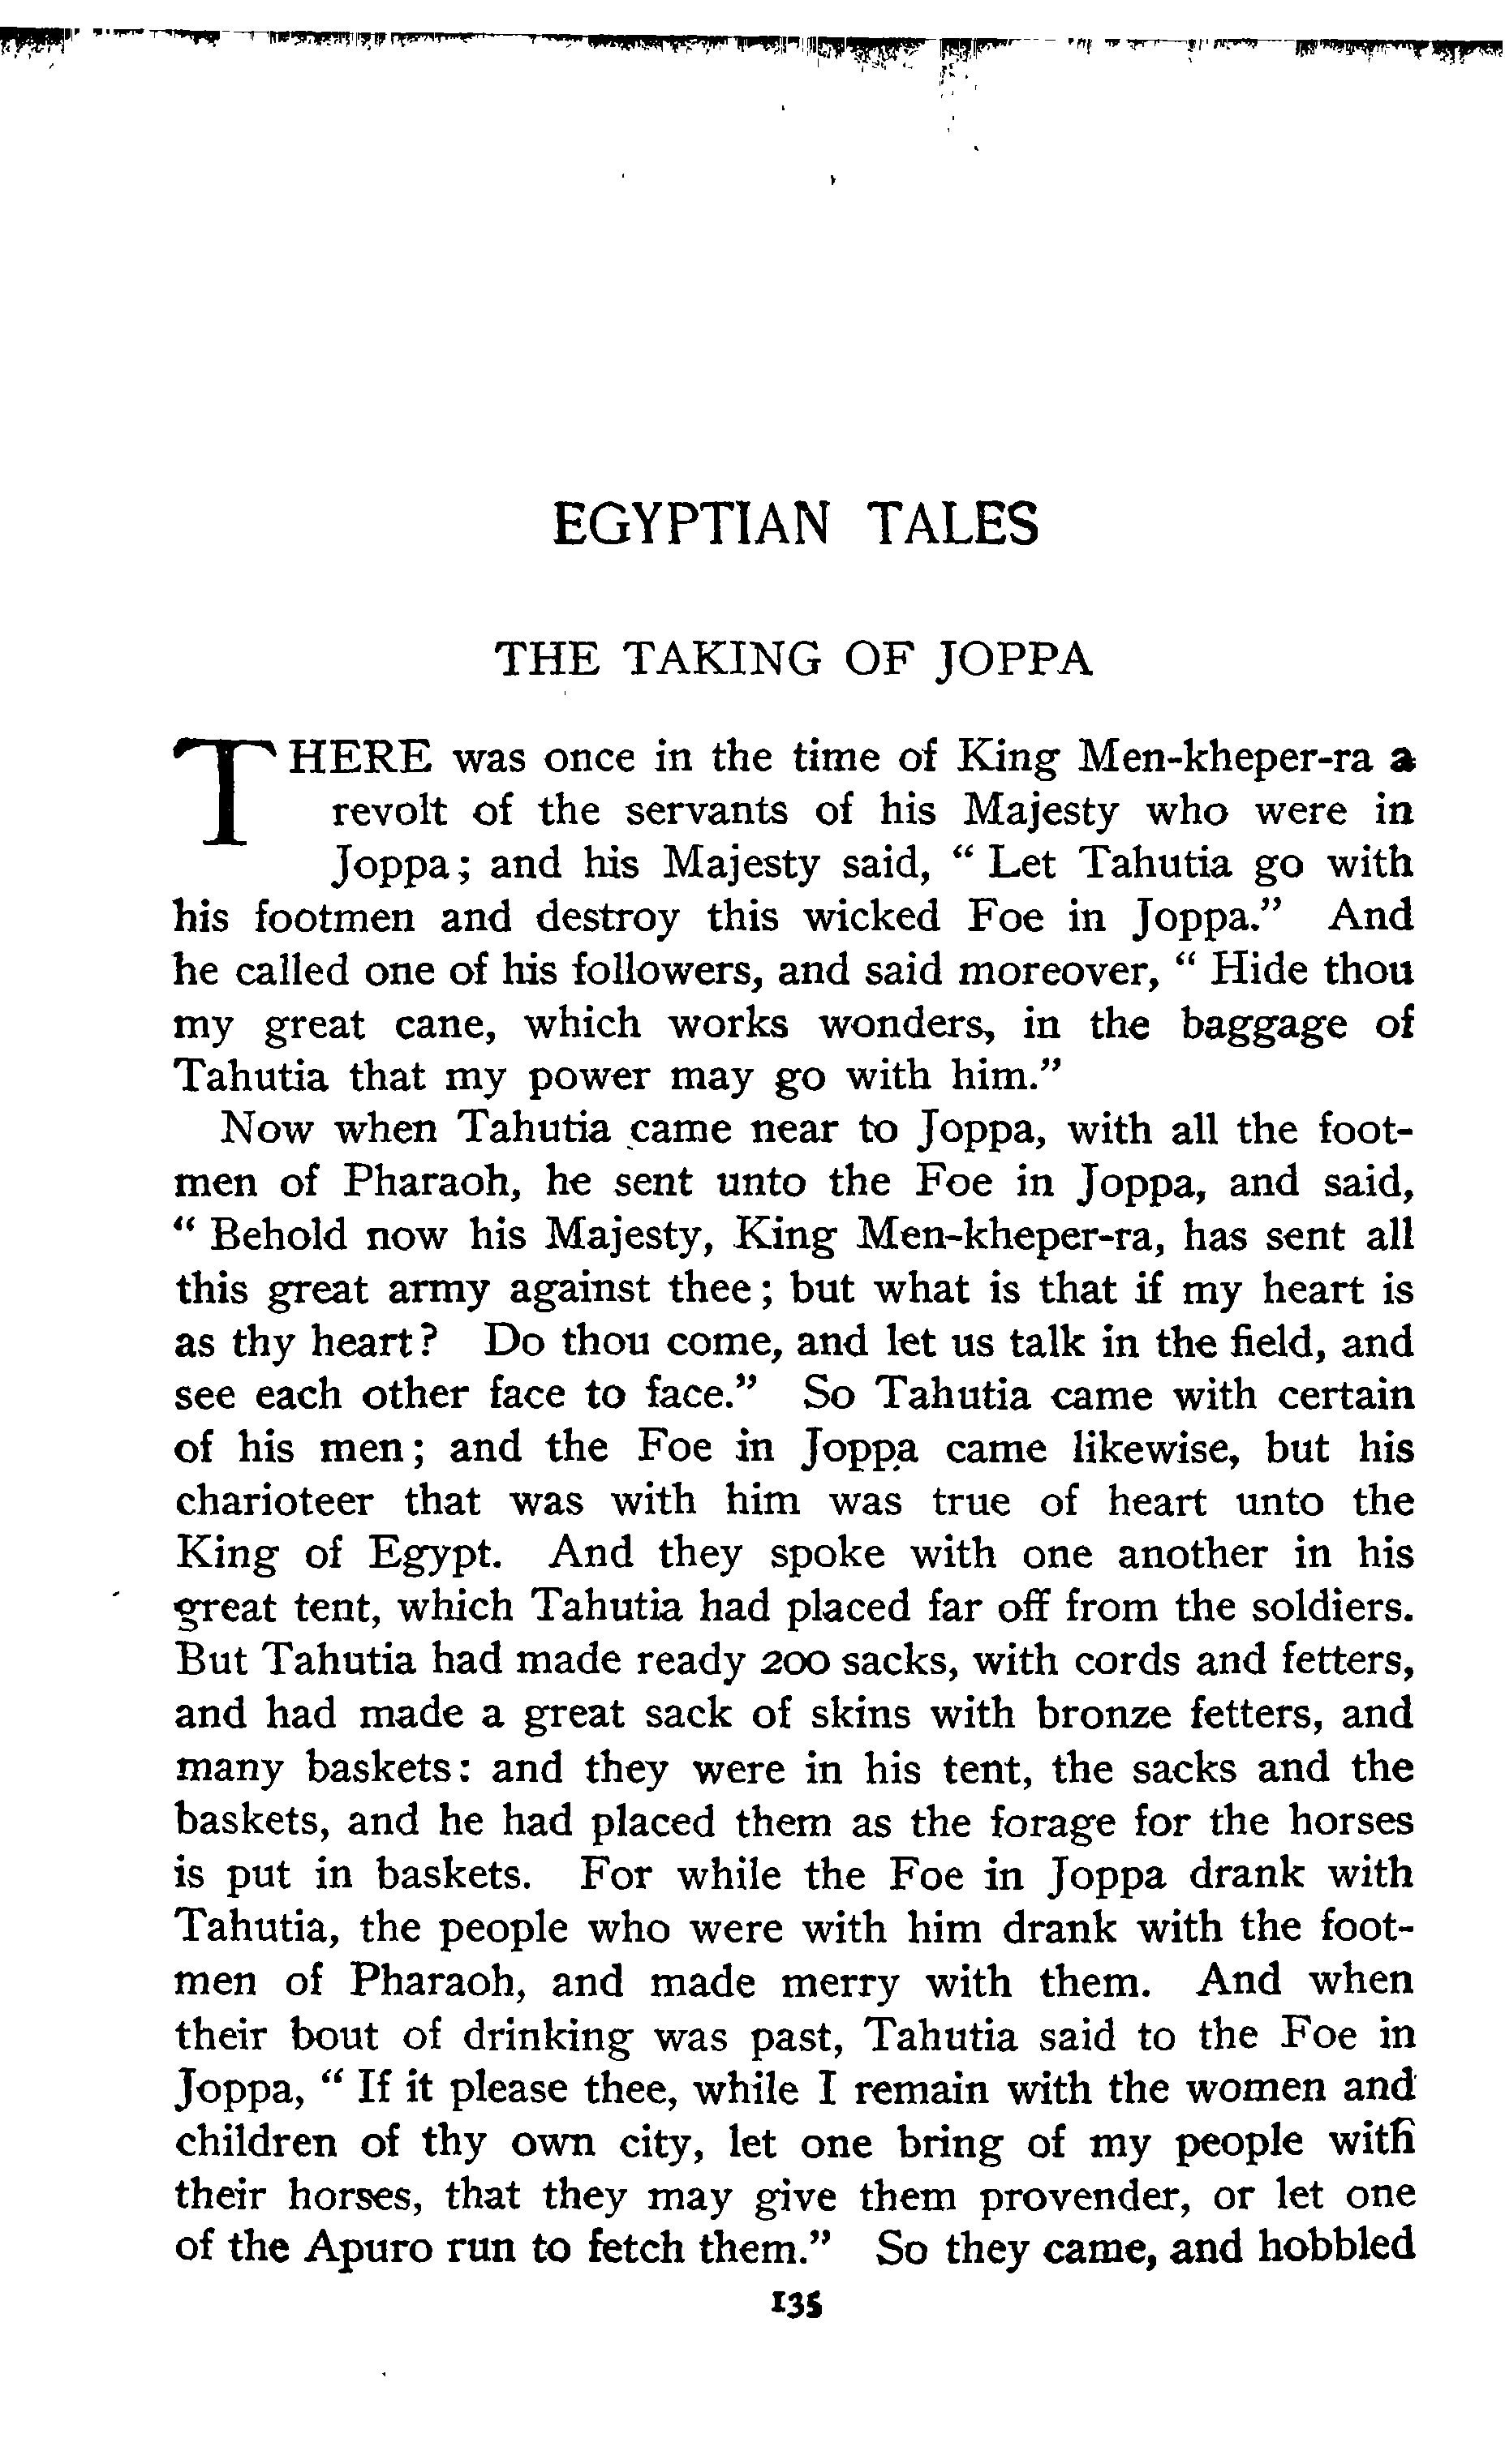 EGYPTIAN TALES
THE TAKING OF JOPPA
THERE was once in the time of King Men-kheper-ra a
revolt of the servants of his Majesty who were in
Joppa; and his Majesty said, “ Let Tahutia go with
his footmen and destroy this wicked Foe in Joppa.” And
he called one of his followers, and said moreover, “ Hide thou
my great cane, which works wonders, in the baggage of
Tahutia that my power may go with him.”
Now when Tahutia came near to Joppa, with all the foot-
men of Pharaoh, he sent unto the Foe in Joppa, and said,
“ Behold now his Majesty, King Men-kheper-ra, has sent all
this great army against thee; but what is that if my heart is
as thy heart? Do thou come, and let us talk in the field, and
see each other face to face.” So Tahutia came with certain
of his men; and the Foe in Joppa came likewise, but his
charioteer that was with him was true of heart unto the
King of Egypt. And they spoke with one another in his
great tent, which Tahutia had placed far off from the soldiers.
But Tahutia had made ready 200 sacks, with cords and fetters,
and had made a great sack of skins with bronze fetters, and
many baskets: and they were in his tent, the sacks and the
baskets, and he had placed them as the forage for the horses
is put in baskets. For while the Foe in Joppa drank with
Tahutia, the people who were with him drank with the foot-
men of Pharaoh, and made merry with them. And when
their bout of drinking was past, Tahutia said to the Foe in
Joppa, “ If it please thee, while I remain with the women and
children of thy own city, let one bring of my people with
their horses, that they may give them provender, or let one
of the Apuro run to fetch them.” So they came, and hobbled
135